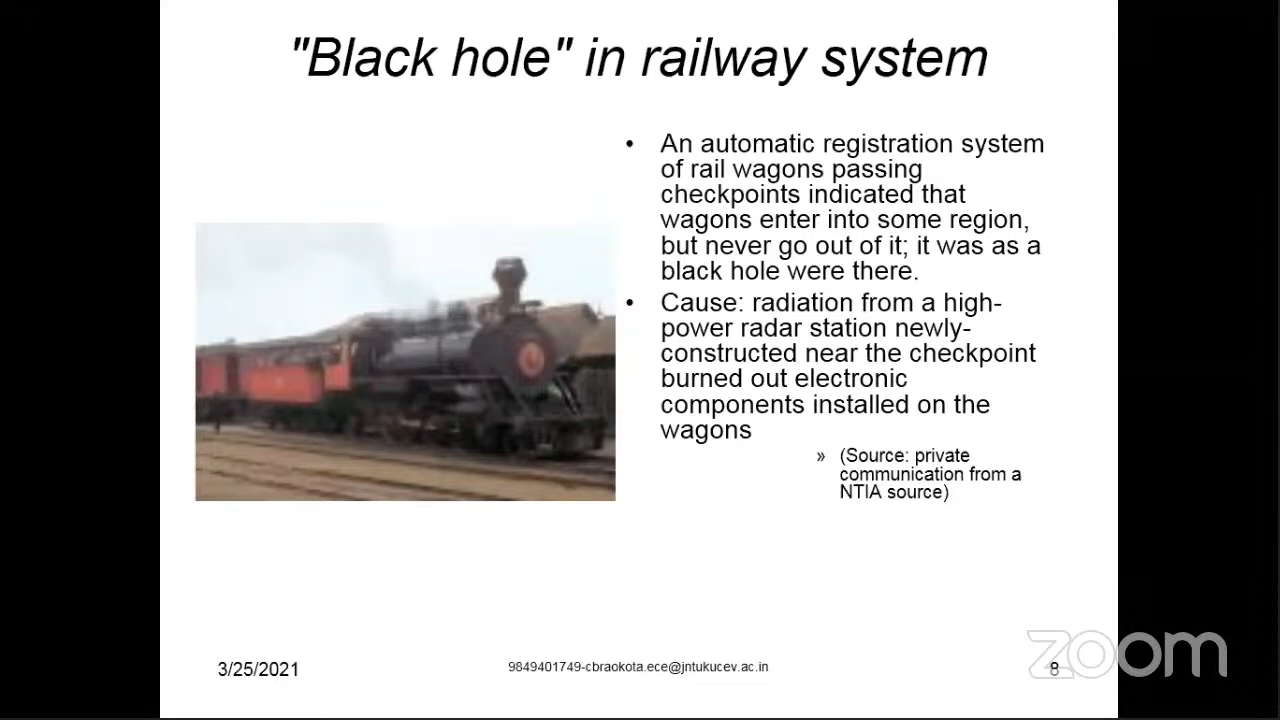 "Black hole" in railway system
• An automatic registration system
of rail wagons passing
checkpoints indicated that
wagons enter into some region,
but never go out of it; it was as a
black hole were there.
• Cause: radiation from a high-
power radar station newly-
constructed near the checkpoint
burned out electronic
components installed on the
wagons
» (Source: private
communication from a
NTIA source)
3/25/2021
9849401749-cbraokota.ece@jntukucev.ac.in
8
zoom